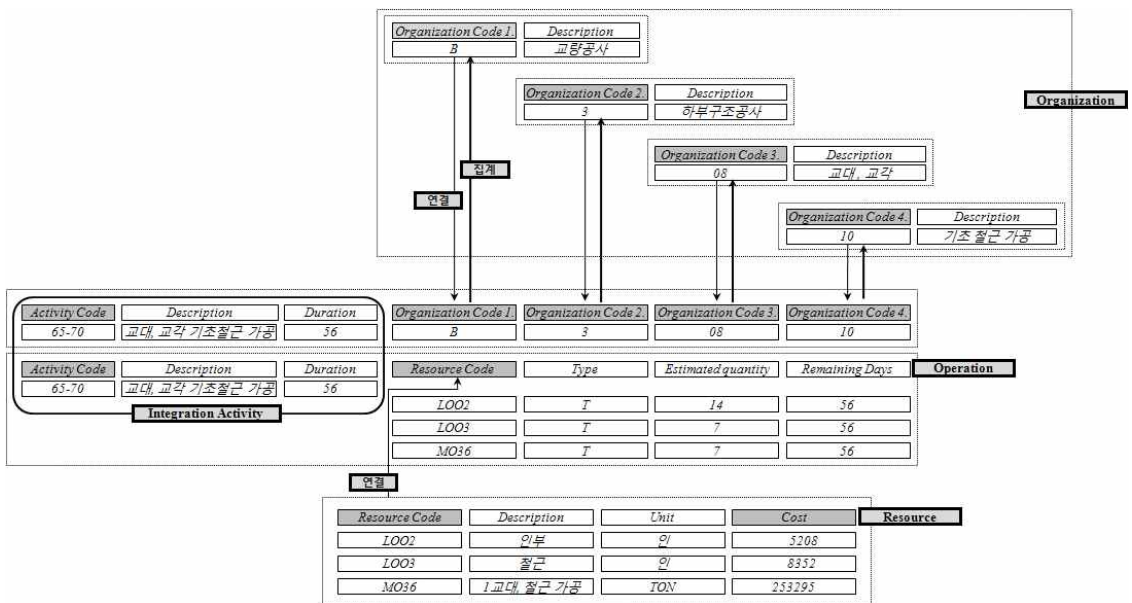 Organization Code 1. Description
B 교량공사
Organization Code 2. Description
Organization
3 하부구조공사
Organization Code 3. Description
집계
08 교대, 교각
연결
Organization Code 4. Description
10 기초 철근 가공
Activity Code Description Duration Organization Code 1. Organization Code 2. Organization Code 3. Organization Code 4.
65-70 교대, 교각 기초철근 가공 56 B 3 08 10
Activity Code Description Duration Resource Code Type Estimated quantity Remaining Days Operation
65-70 교대, 교각 기초철근 가공 56
LOO2 T 14 56
Integration Activity
LOO3 T 7 56
MO36 T 7 56
연결
Resource Code Description Unit Cost Resource
LOO2 인부 인 5208
LOO3 철근 인 8352
MO36 1교대, 철근 가공 TON 253295